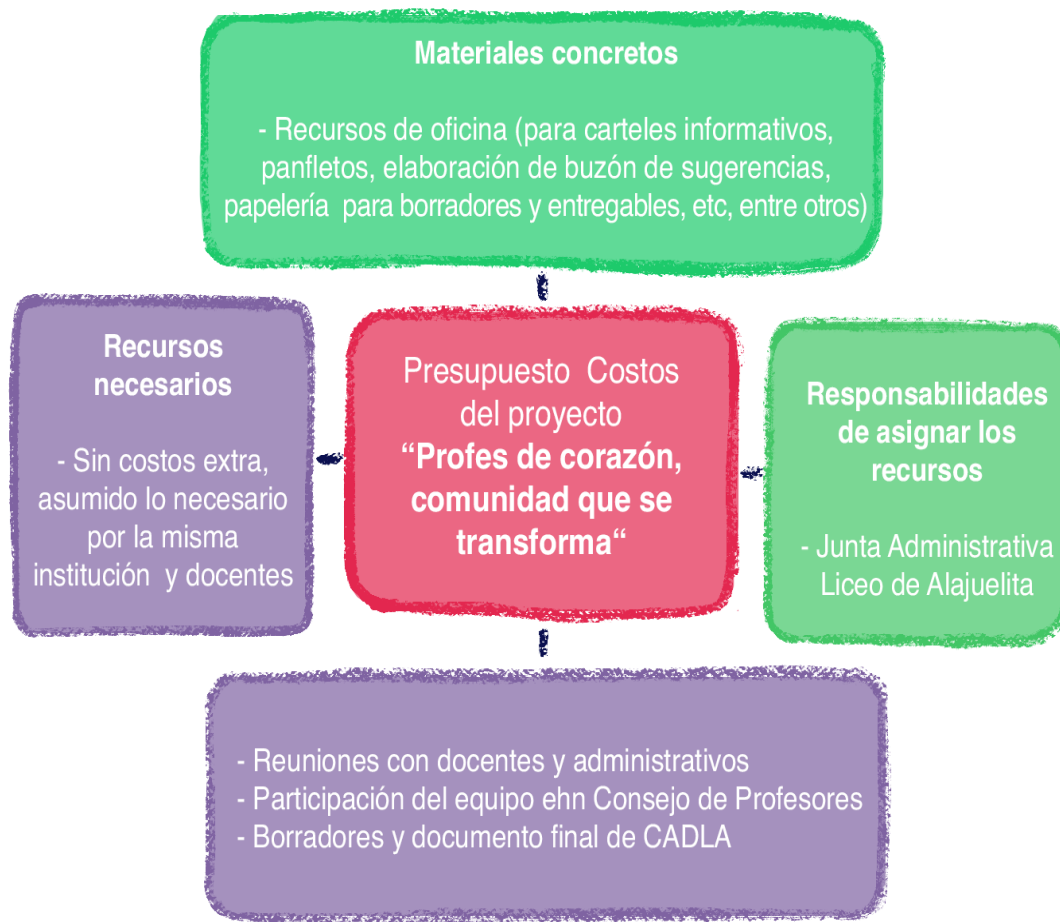 Materiales concretos
- Recursos de oficina (para carteles informativos,
panfletos, elaboración de buzón de sugerencias,
papelería para borradores y entregables, etc, entre otros)
Recursos
necesarios
- Sin costos extra,
asumido lo necesario
por la misma
institución y docentes
Presupuesto Costos
del proyecto
“Profes de corazón,
comunidad que se
transforma“
Responsabilidades
de asignar los
recursos
- Junta Administrativa
Liceo de Alajuelita
- Reuniones con docentes y administrativos
- Participación del equipo ehn Consejo de Profesores
- Borradores y documento final de CADLA